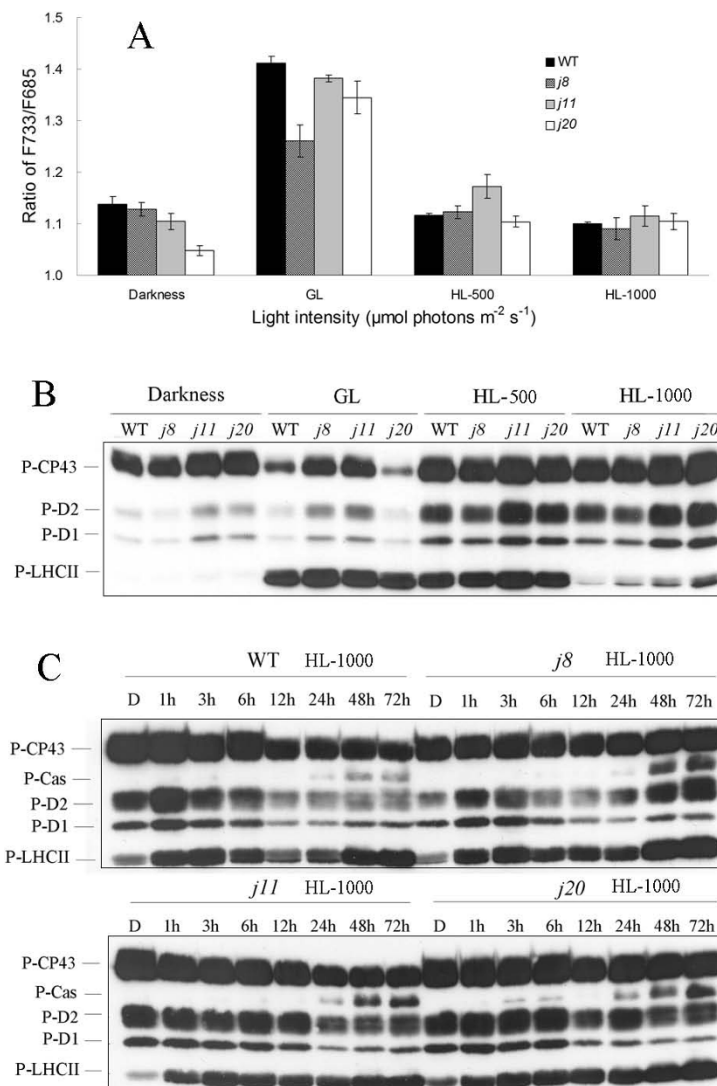 A
Ratio of F733/F685
1.5
1.4
1.3
1.2
1.1
1.0
WT
j8
j11
j20
Darkness GL HL-500 HL-1000
Light intensity (µmol photons m⁻² s⁻¹)
B
Darkness GL HL-500 HL-1000
WT j8 j11 j20 WT j8 j11 j20 WT j8 j11 j20 WT j8 j11 j20
P-CP43
P-D2
P-D1
P-LHCII
C
WT HL-1000 j8 HL-1000
D 1h 3h 6h 12h 24h 48h 72h D 1h 3h 6h 12h 24h 48h 72h
P-CP43
P-Cas
P-D2
P-D1
P-LHCII
j11 HL-1000 j20 HL-1000
D 1h 3h 6h 12h 24h 48h 72h D 1h 3h 6h 12h 24h 48h 72h
P-CP43
P-Cas
P-D2
P-D1
P-LHCII